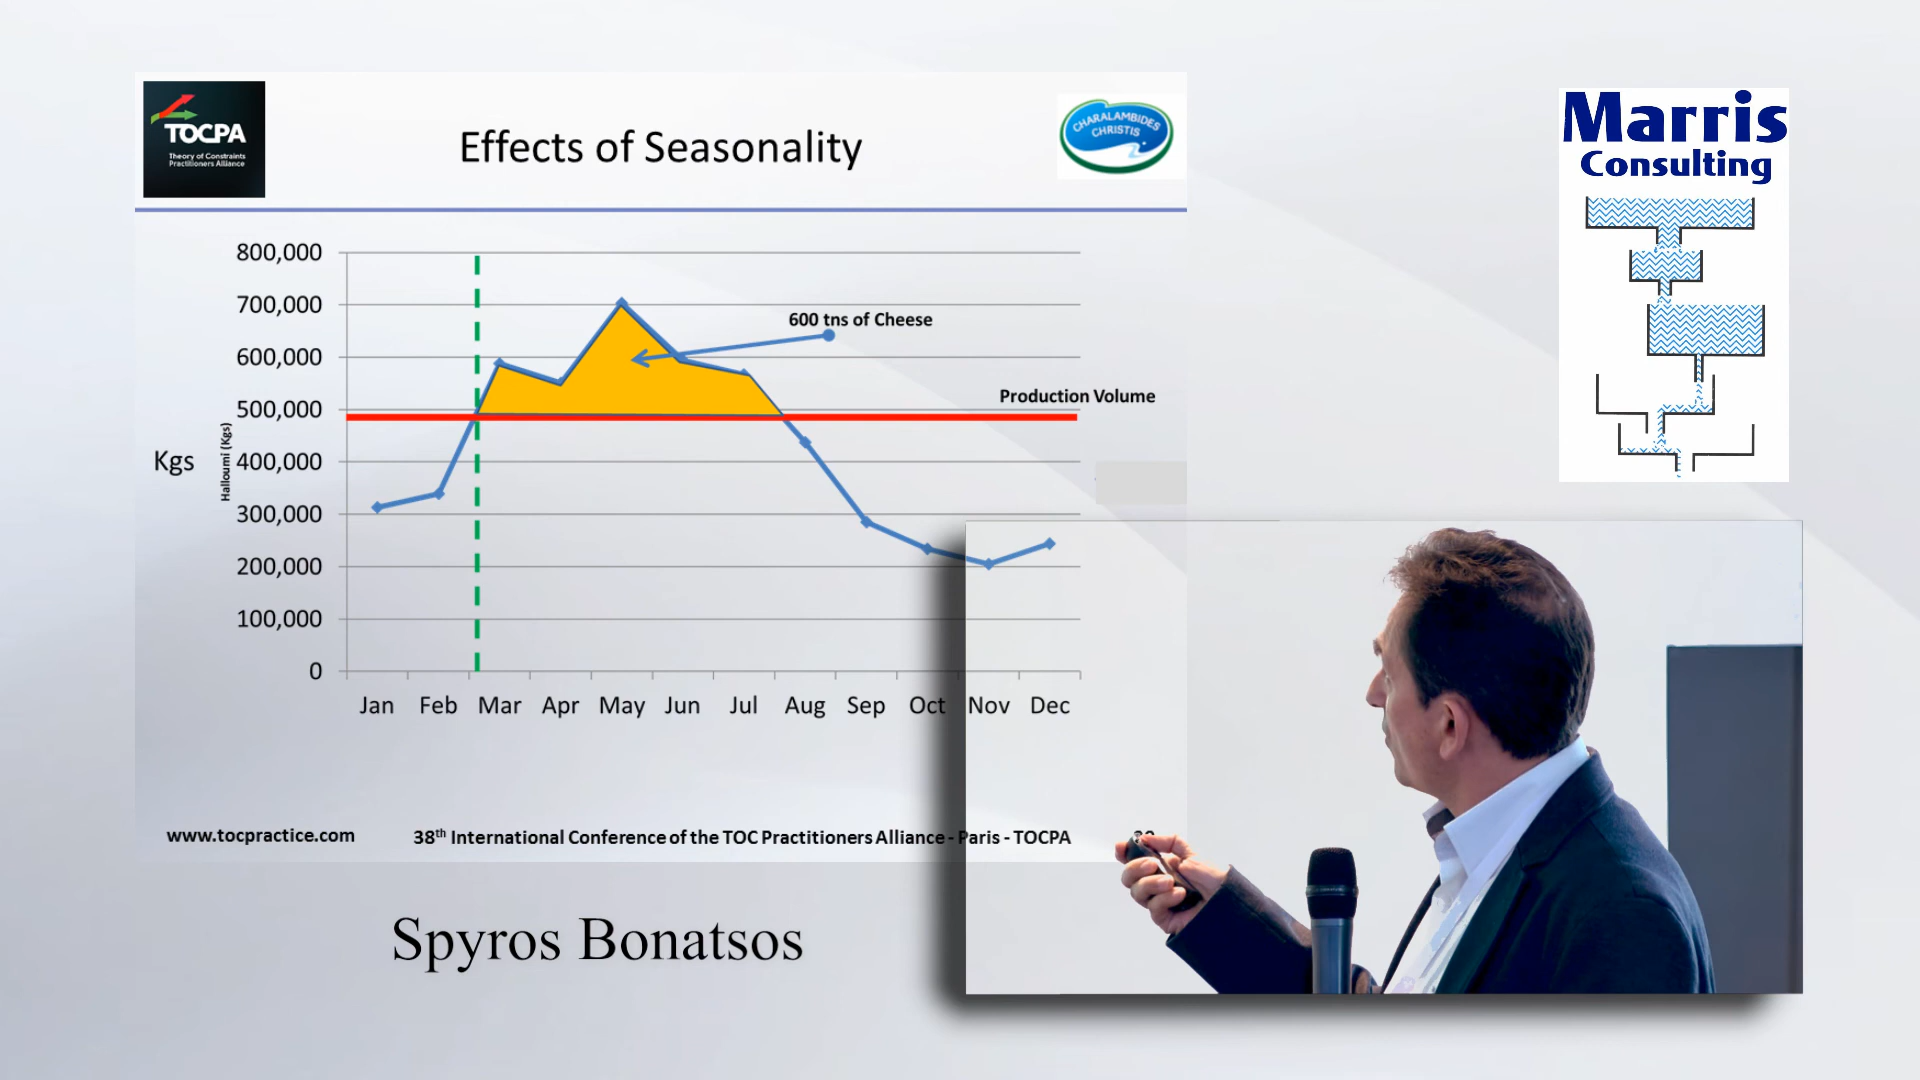 TOCPA
Theory of Constraints
Practitioners Alliance
Effects of Seasonality
CHARALAMBIDES
CHRISTIS
Marris
Consulting
800,000
700,000
600,000
500,000
400,000
300,000
200,000
100,000
0
Kgs
Halloumi (Kgs)
600 tns of Cheese
Production Volume
Jan Feb Mar Apr May Jun Jul Aug Sep Oct Nov Dec
www.tocpractice.com
38th International Conference of the TOC Practitioners Alliance - Paris - TOCPA
Spyros Bonatsos